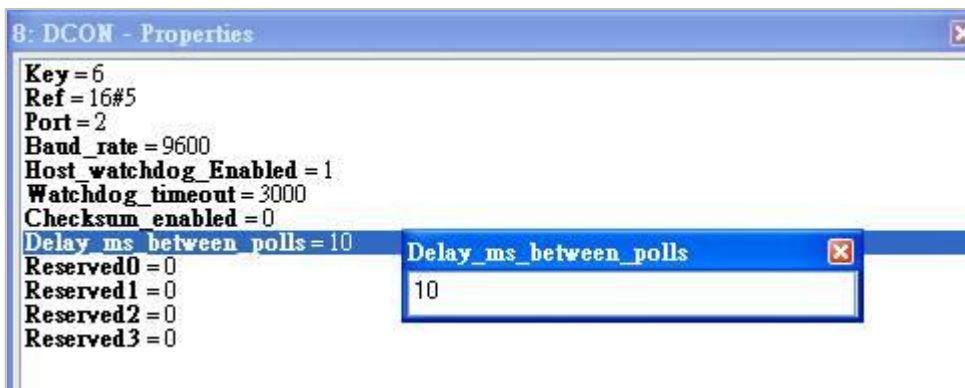 8: DCON - Properties
Key = 6
Ref = 16#5
Port = 2
Baud_rate = 9600
Host_watchdog_Enabled = 1
Watchdog_timeout = 3000
Checksum_enabled = 0
Delay_ms_between_polls = 10
Reserved0 = 0
Reserved1 = 0
Reserved2 = 0
Reserved3 = 0
Delay_ms_between_polls
10